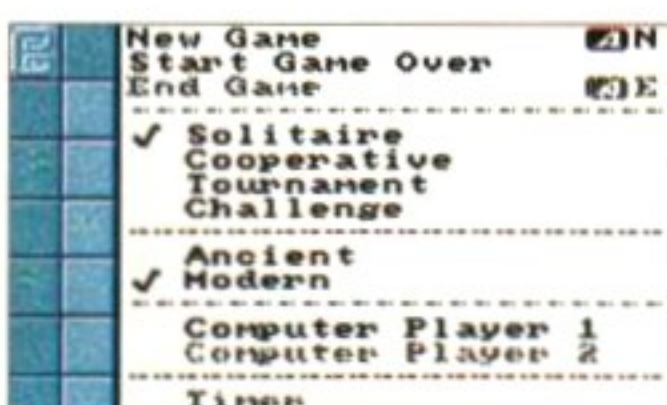 New Game N
Start Game Over
End Game E
✓ Solitaire
Cooperative
Tournament
Challenge
Ancient
✓ Modern
Computer Player 1
Computer Player 2
Timer